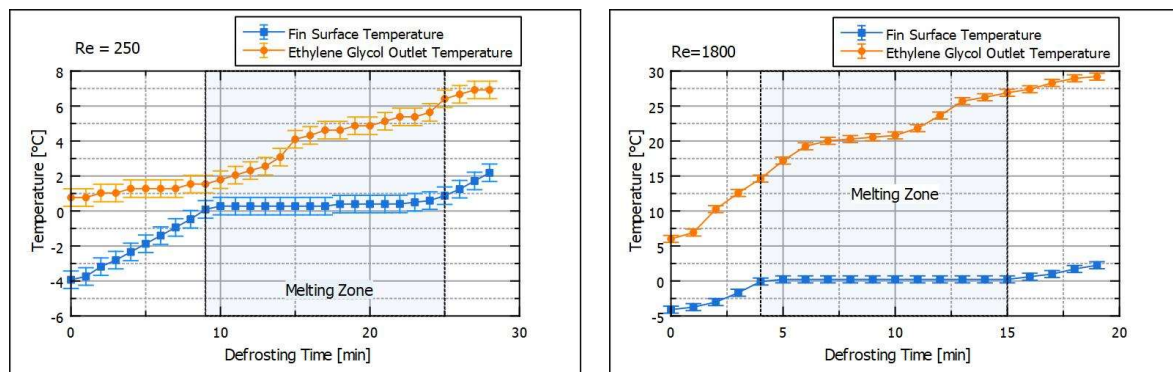 Re = 250
Fin Surface Temperature
Ethylene Glycol Outlet Temperature
8
6
4
2
0
-2
-4
-6
Temperature [°C]
Melting Zone
0
10
20
30
Defrosting Time [min]
Re=1800
Fin Surface Temperature
Ethylene Glycol Outlet Temperature
30
25
20
15
10
5
0
-5
Temperature [°C]
Melting Zone
0
5
10
15
20
Defrosting Time [min]